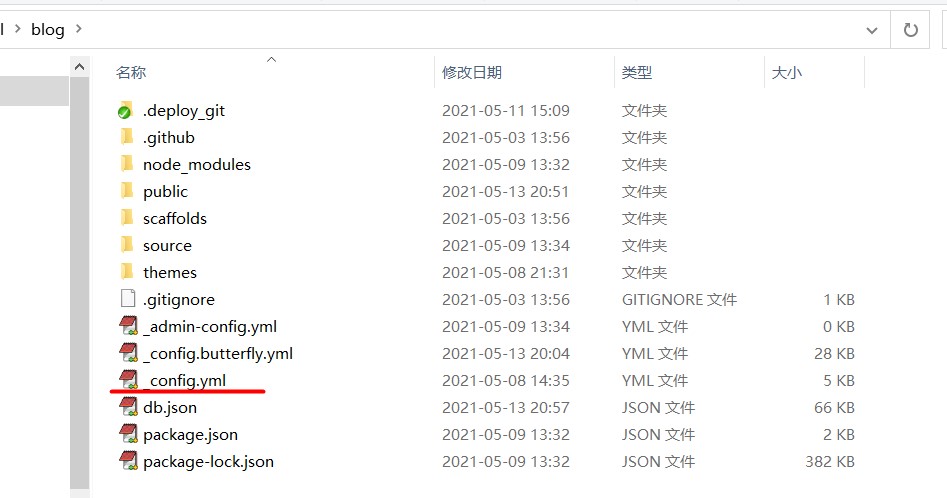 l > blog >
名称 修改日期 类型 大小
.deploy_git 2021-05-11 15:09 文件夹
.github 2021-05-03 13:56 文件夹
node_modules 2021-05-09 13:32 文件夹
public 2021-05-13 20:51 文件夹
scaffolds 2021-05-03 13:56 文件夹
source 2021-05-09 13:34 文件夹
themes 2021-05-08 21:31 文件夹
.gitignore 2021-05-03 13:56 GITIGNORE 文件 1 KB
_admin-config.yml 2021-05-09 13:34 YML 文件 0 KB
_config.butterfly.yml 2021-05-13 20:04 YML 文件 28 KB
_config.yml 2021-05-08 14:35 YML 文件 5 KB
db.json 2021-05-13 20:57 JSON 文件 66 KB
package.json 2021-05-09 13:32 JSON 文件 2 KB
package-lock.json 2021-05-09 13:32 JSON 文件 382 KB